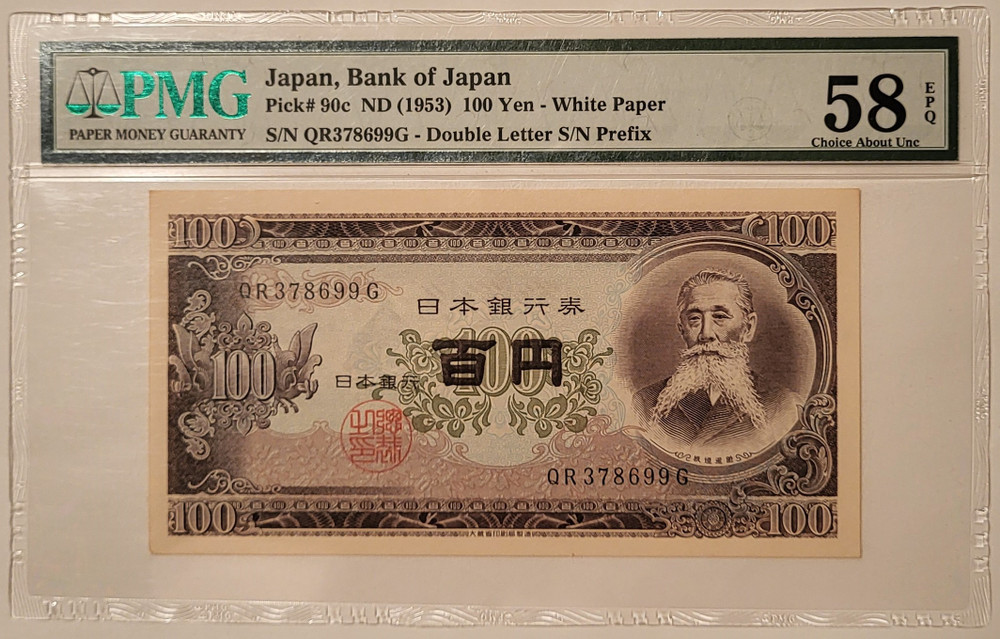 PMG
PAPER MONEY GUARANTY
Japan, Bank of Japan
Pick# 90c ND (1953) 100 Yen - White Paper
S/N QR378699G - Double Letter S/N Prefix
58
EPQ
Choice About Unc
100
100
QR378699G
日本銀行券
100
100
百円
日本銀行
QR378699G
100
100